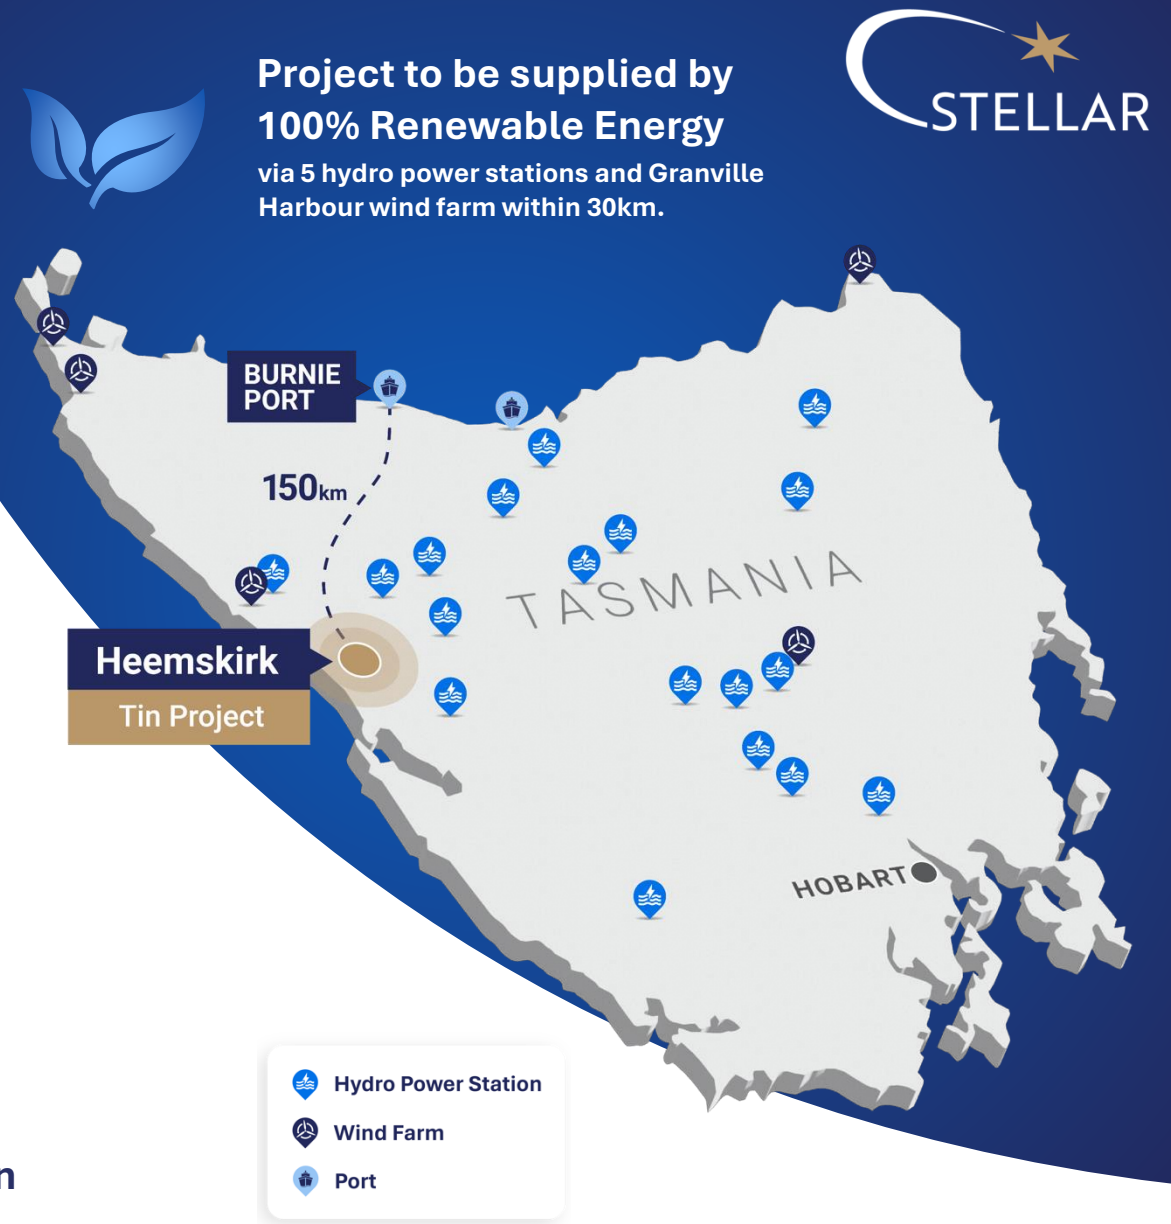 Project to be supplied by
100% Renewable Energy
via 5 hydro power stations and Granville
Harbour wind farm within 30km.
STELLAR
BURNIE
PORT
150km
TASMANIA
Heemskirk
Tin Project
HOBART
Hydro Power Station
Wind Farm
Port
n